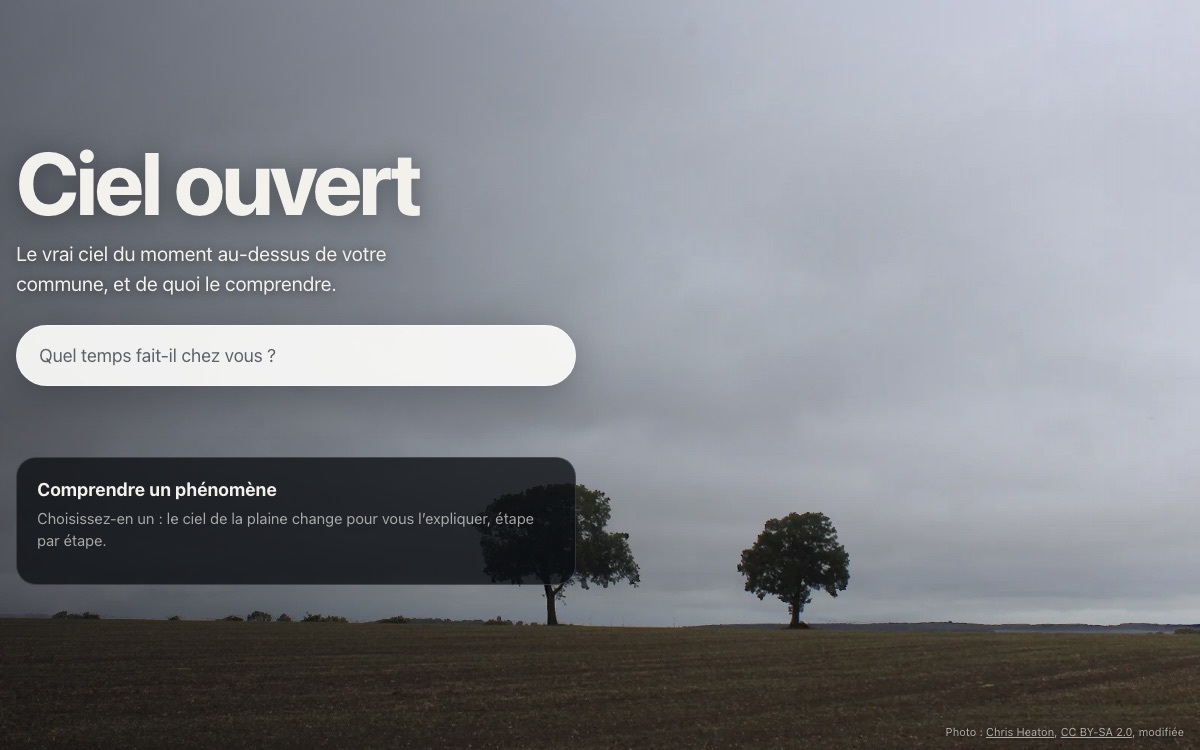 Ciel ouvert
Le vrai ciel du moment au-dessus de votre
commune, et de quoi le comprendre.
Quel temps fait-il chez vous ?
Comprendre un phénomène
Choisissez-en un : le ciel de la plaine change pour vous l’expliquer, étape
par étape.
Photo : Chris Heaton, CC BY-SA 2.0, modifiée